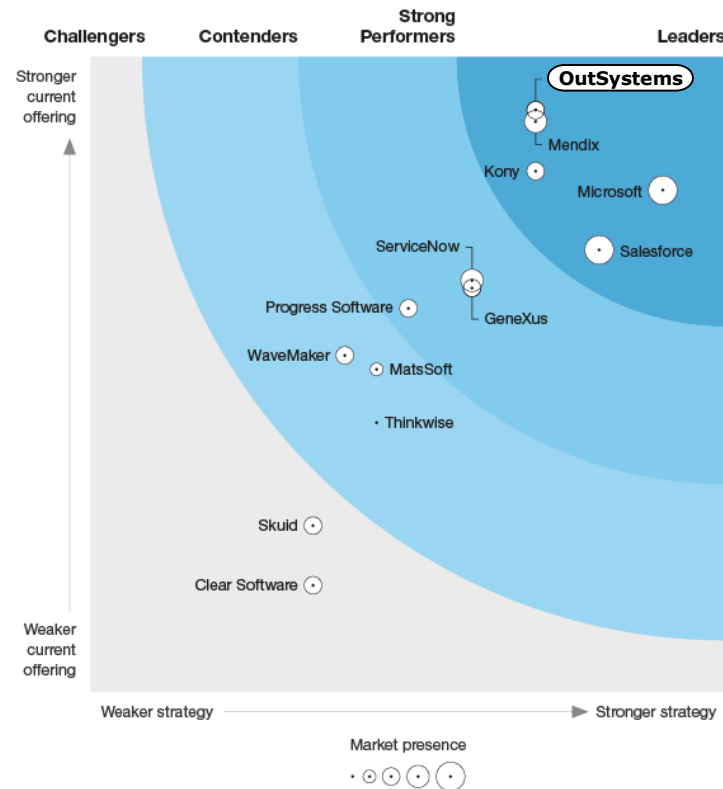 Challengers
Contenders
Strong
Performers
Leaders
Stronger
current
offering
OutSystems
Mendix
Kony
Microsoft
ServiceNow
Salesforce
Progress Software
GeneXus
WaveMaker
MatsSoft
Thinkwise
Skuid
Clear Software
Weaker
current
offering
Weaker strategy
Stronger strategy
Market presence